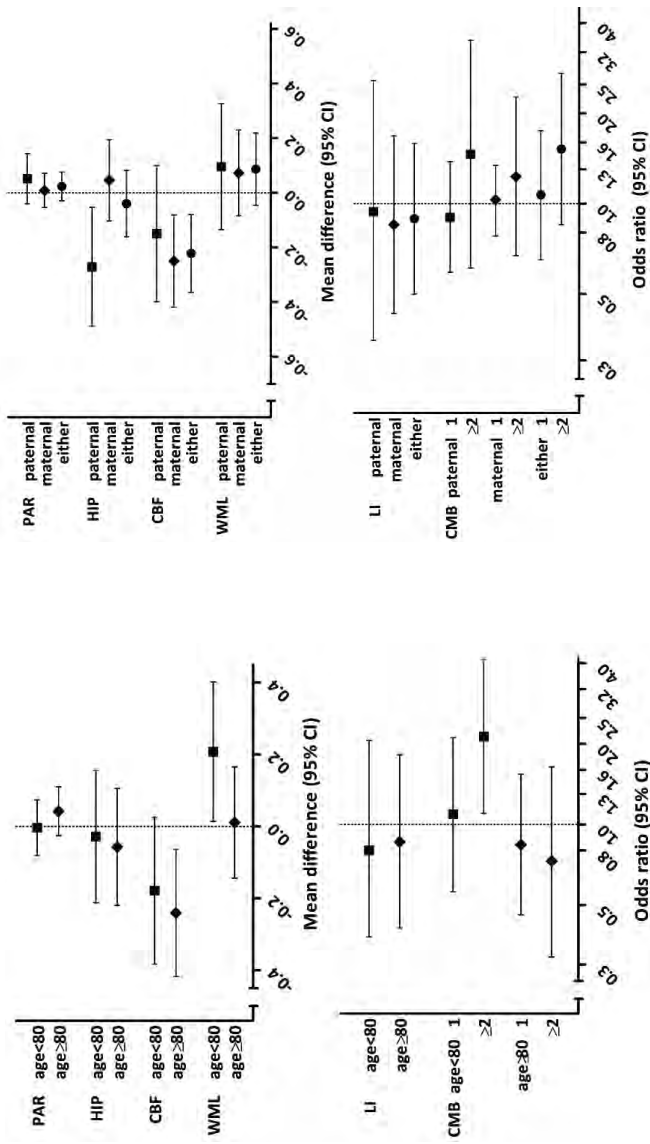 PAR age<80
age≥80
HIP age<80
age≥80
CBF age<80
age≥80
WML age<80
age≥80
-0.4 -0.2 0.0 0.2 0.4
Mean difference (95% CI)
PAR paternal
maternal
either
HIP paternal
maternal
either
CBF paternal
maternal
either
WML paternal
maternal
either
-0.6 -0.4 -0.2 0.0 0.2 0.4 0.6
Mean difference (95% CI)
LI age<80
age≥80
CMB age<80 1
≥2
age≥80 1
≥2
0.3 0.5 0.8 1.0 1.3 1.6 2.0 2.5 3.2 4.0
Odds ratio (95% CI)
LI paternal
maternal
either
CMB paternal 1
≥2
maternal 1
≥2
either 1
≥2
0.3 0.5 0.8 1.0 1.3 1.6 2.0 2.5 3.2 4.0
Odds ratio (95% CI)